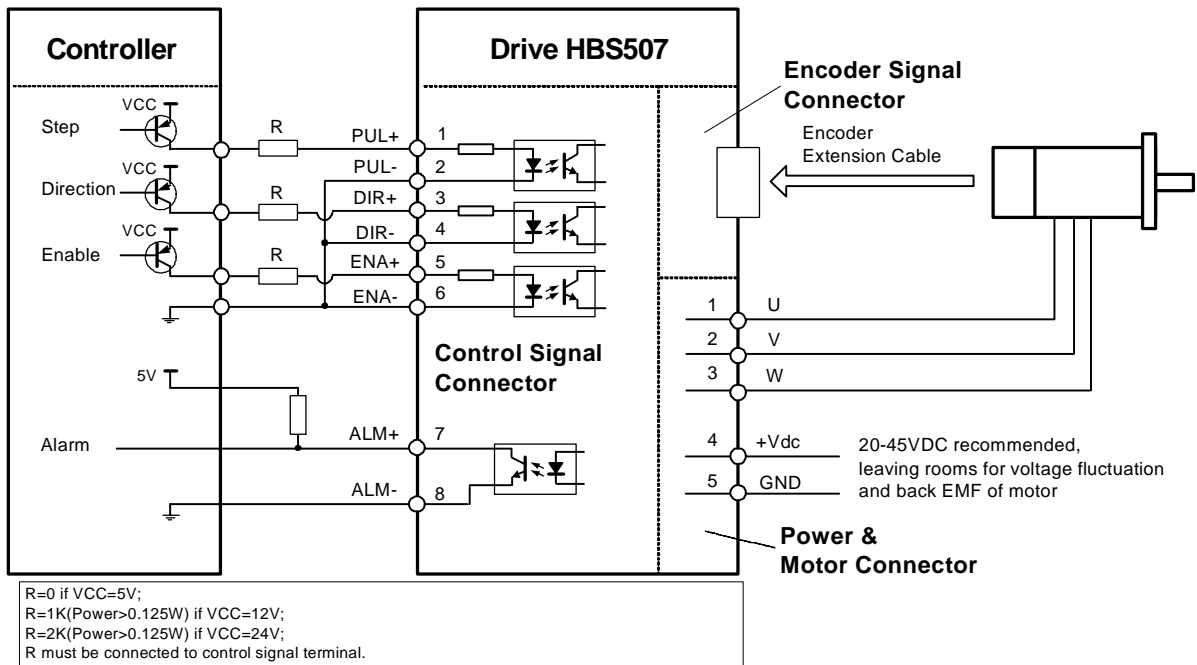 Controller
Drive HBS507
Encoder Signal
Connector
Encoder
Extension Cable
VCC
Step
R
PUL+
1
PUL-
2
VCC
Direction
R
DIR+
3
DIR-
4
VCC
Enable
R
ENA+
5
ENA-
6
Control Signal
Connector
5V
Alarm
ALM+
7
ALM-
8
1
U
2
V
3
W
4
+Vdc
5
GND
20-45VDC recommended,
leaving rooms for voltage fluctuation
and back EMF of motor
Power &
Motor Connector
R=0 if VCC=5V;
R=1K(Power>0.125W) if VCC=12V;
R=2K(Power>0.125W) if VCC=24V;
R must be connected to control signal terminal.